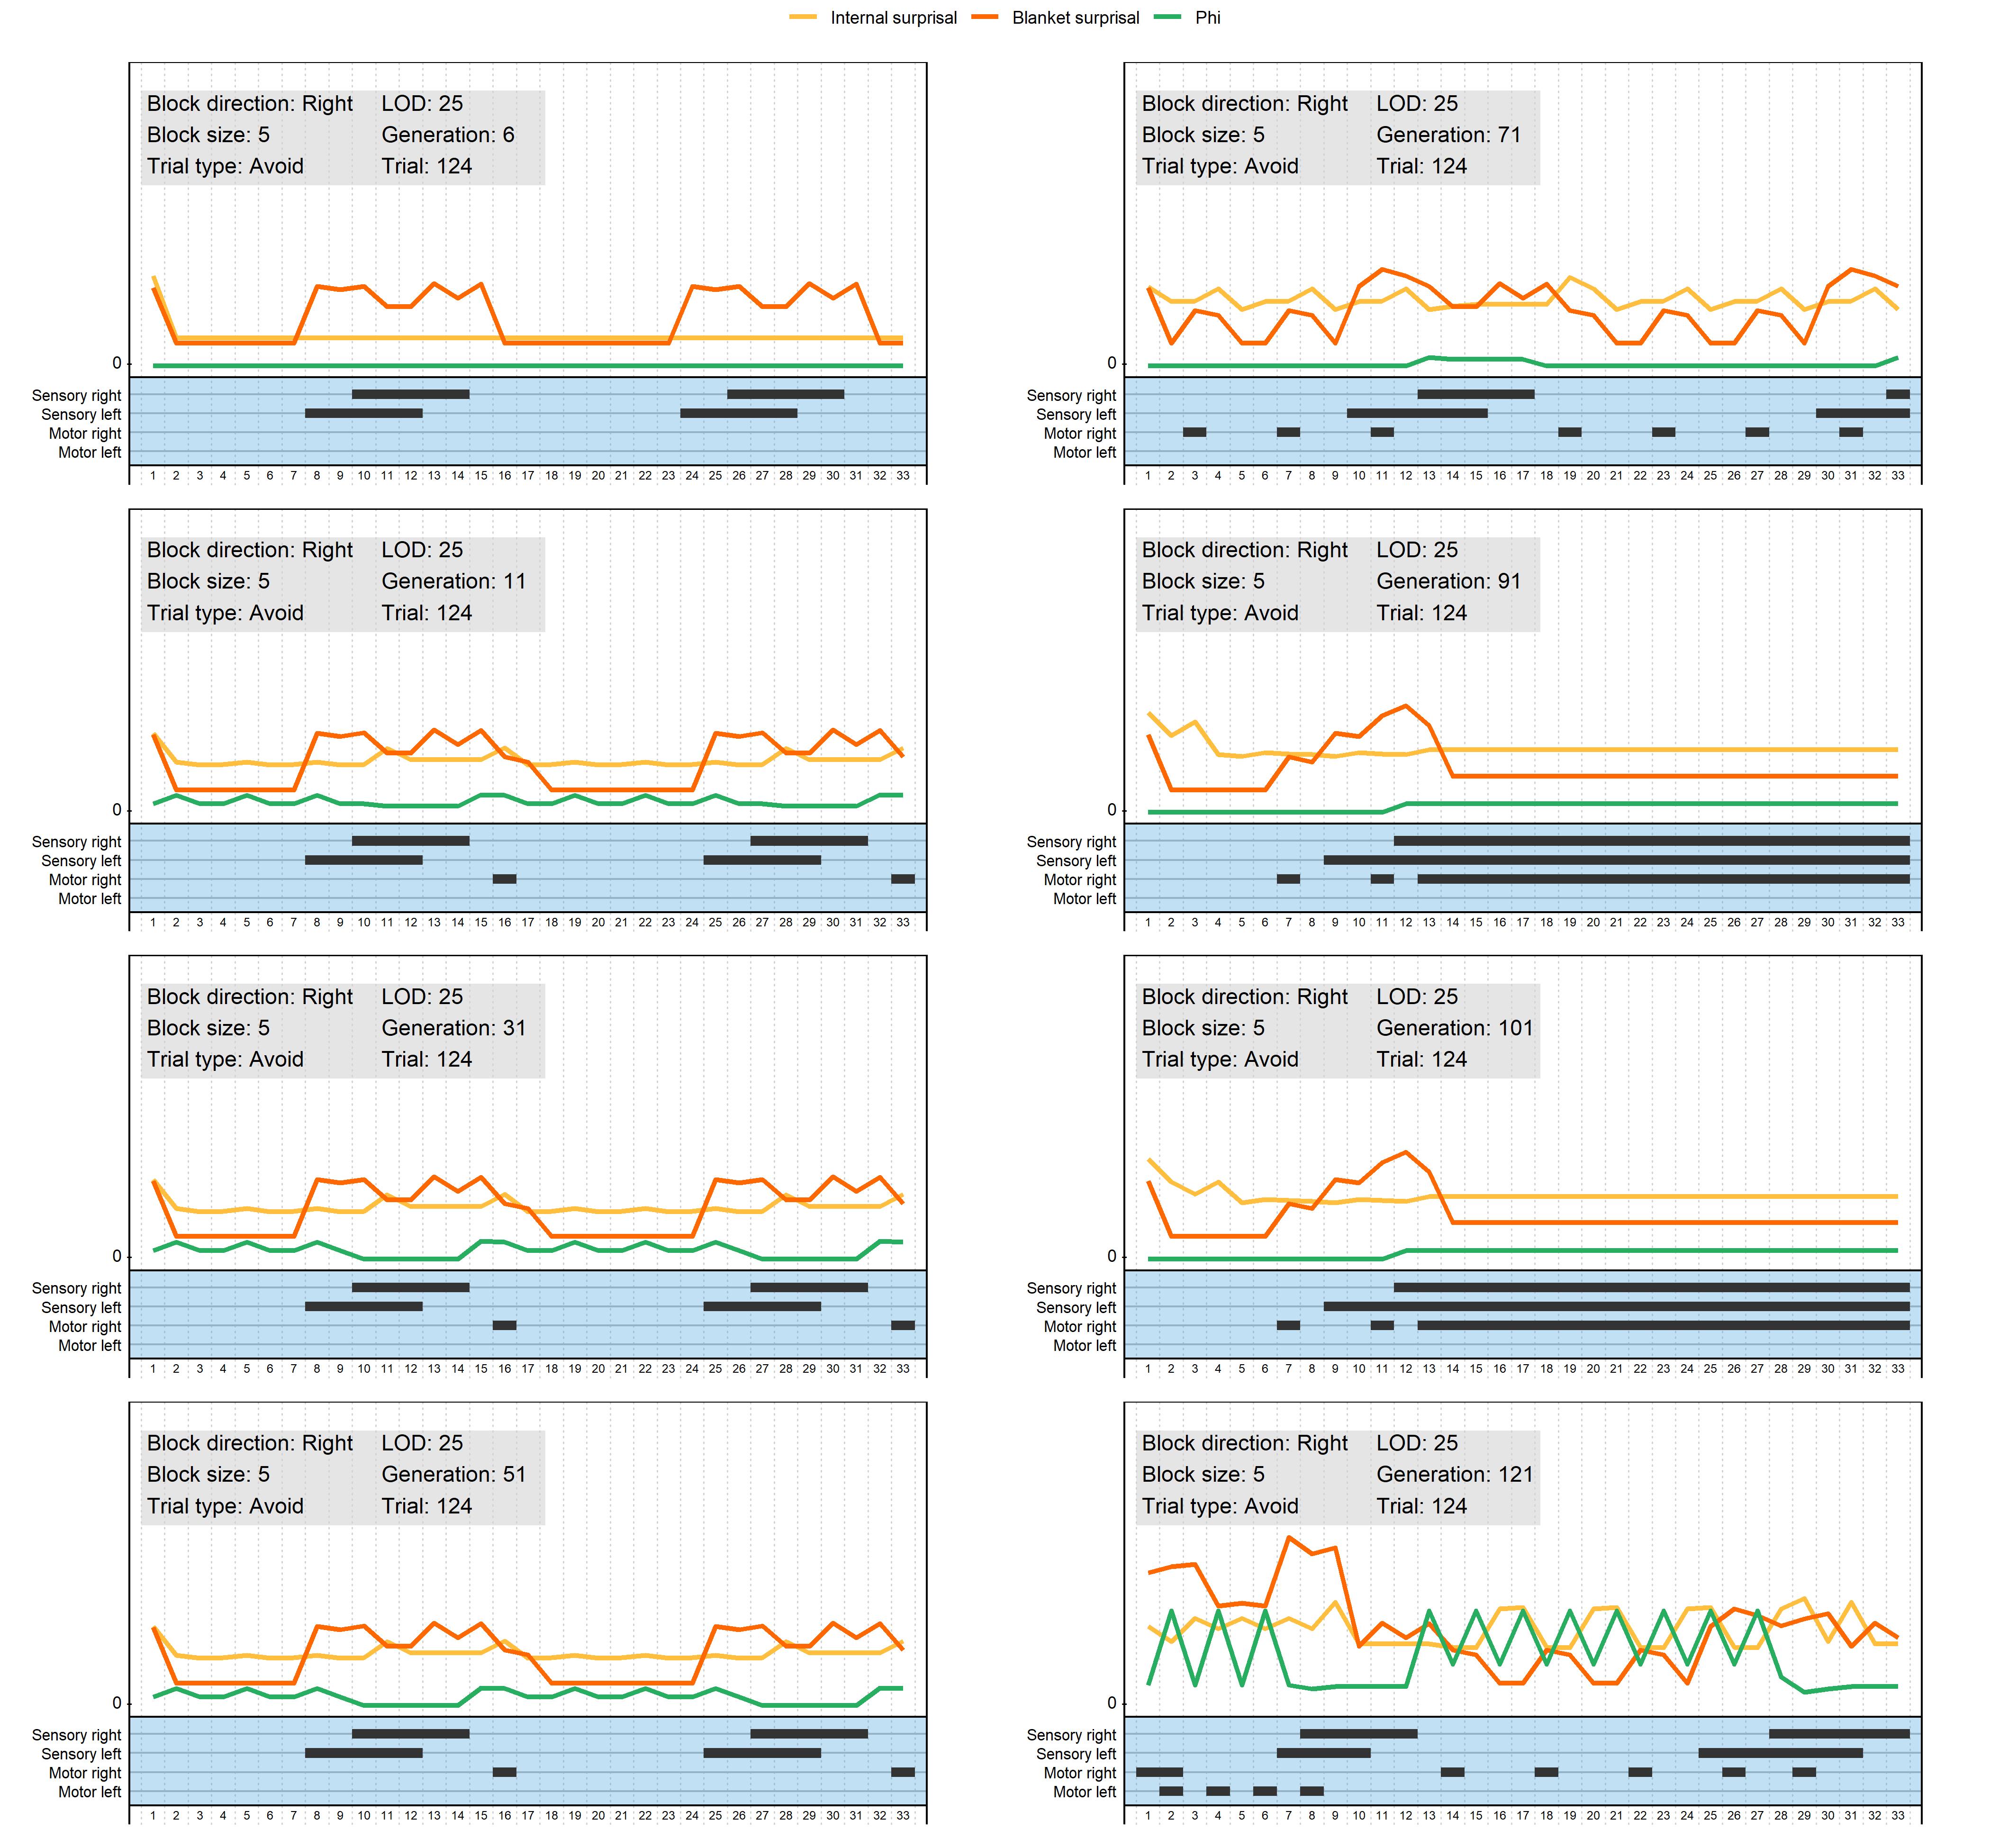 Internal surprisal Blanket surprisal Phi
Block direction: Right LOD: 25
Block size: 5 Generation: 6
Trial type: Avoid Trial: 124
0
Sensory right
Sensory left
Motor right
Motor left
1 2 3 4 5 6 7 8 9 10 11 12 13 14 15 16 17 18 19 20 21 22 23 24 25 26 27 28 29 30 31 32 33
Block direction: Right LOD: 25
Block size: 5 Generation: 71
Trial type: Avoid Trial: 124
0
Sensory right
Sensory left
Motor right
Motor left
1 2 3 4 5 6 7 8 9 10 11 12 13 14 15 16 17 18 19 20 21 22 23 24 25 26 27 28 29 30 31 32 33
Block direction: Right LOD: 25
Block size: 5 Generation: 11
Trial type: Avoid Trial: 124
0
Sensory right
Sensory left
Motor right
Motor left
1 2 3 4 5 6 7 8 9 10 11 12 13 14 15 16 17 18 19 20 21 22 23 24 25 26 27 28 29 30 31 32 33
Block direction: Right LOD: 25
Block size: 5 Generation: 91
Trial type: Avoid Trial: 124
0
Sensory right
Sensory left
Motor right
Motor left
1 2 3 4 5 6 7 8 9 10 11 12 13 14 15 16 17 18 19 20 21 22 23 24 25 26 27 28 29 30 31 32 33
Block direction: Right LOD: 25
Block size: 5 Generation: 31
Trial type: Avoid Trial: 124
0
Sensory right
Sensory left
Motor right
Motor left
1 2 3 4 5 6 7 8 9 10 11 12 13 14 15 16 17 18 19 20 21 22 23 24 25 26 27 28 29 30 31 32 33
Block direction: Right LOD: 25
Block size: 5 Generation: 101
Trial type: Avoid Trial: 124
0
Sensory right
Sensory left
Motor right
Motor left
1 2 3 4 5 6 7 8 9 10 11 12 13 14 15 16 17 18 19 20 21 22 23 24 25 26 27 28 29 30 31 32 33
Block direction: Right LOD: 25
Block size: 5 Generation: 51
Trial type: Avoid Trial: 124
0
Sensory right
Sensory left
Motor right
Motor left
1 2 3 4 5 6 7 8 9 10 11 12 13 14 15 16 17 18 19 20 21 22 23 24 25 26 27 28 29 30 31 32 33
Block direction: Right LOD: 25
Block size: 5 Generation: 121
Trial type: Avoid Trial: 124
0
Sensory right
Sensory left
Motor right
Motor left
1 2 3 4 5 6 7 8 9 10 11 12 13 14 15 16 17 18 19 20 21 22 23 24 25 26 27 28 29 30 31 32 33